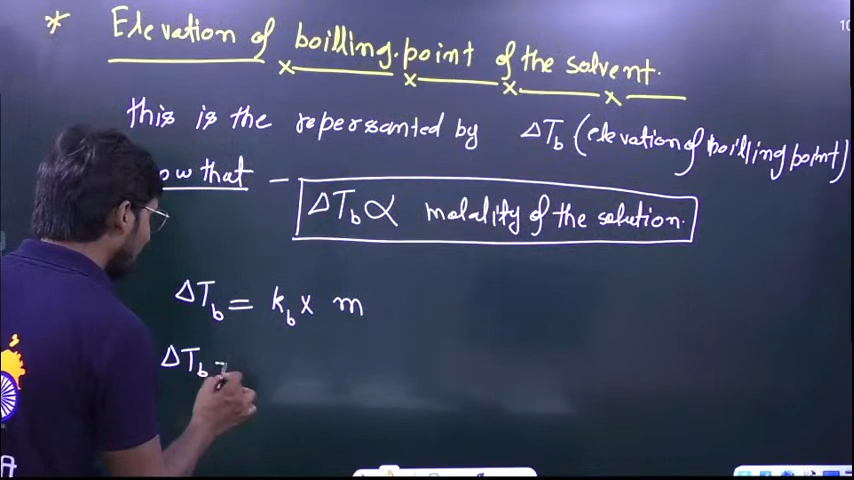 * Elevation of boilling.point of the solvent.
this is the repersanted by ΔTb (elevation of boilling point)
ow that –
ΔTb ∝ molality of the solution.
ΔTb = kb x m
ΔTb =
10